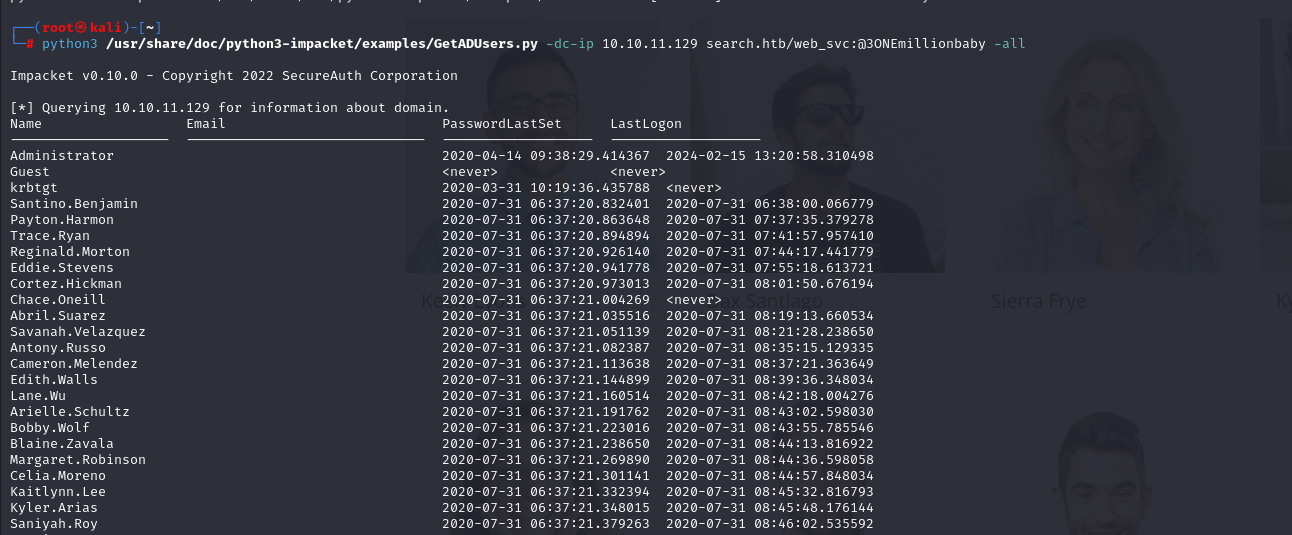 ┌──(root㉿kali)-[~]
└─# python3 /usr/share/doc/python3-impacket/examples/GetADUsers.py -dc-ip 10.10.11.129 search.htb/web_svc:@3ONEmillionbaby -all
Impacket v0.10.0 - Copyright 2022 SecureAuth Corporation
[*] Querying 10.10.11.129 for information about domain.
Name Email PasswordLastSet LastLogon
Administrator 2020-04-14 09:38:29.414367 2024-02-15 13:20:58.310498
Guest <never> <never>
krbtgt 2020-03-31 10:19:36.435788 <never>
Santino.Benjamin 2020-07-31 06:37:20.832401 2020-07-31 06:38:00.066779
Payton.Harmon 2020-07-31 06:37:20.863648 2020-07-31 07:37:35.379278
Trace.Ryan 2020-07-31 06:37:20.894894 2020-07-31 07:41:57.957410
Reginald.Morton 2020-07-31 06:37:20.926140 2020-07-31 07:44:17.441779
Eddie.Stevens 2020-07-31 06:37:20.941778 2020-07-31 07:55:18.613721
Cortez.Hickman 2020-07-31 06:37:20.973013 2020-07-31 08:01:50.676194
Chace.Oneill 2020-07-31 06:37:21.004269 <never>
Abril.Suarez 2020-07-31 06:37:21.035516 2020-07-31 08:19:13.660534
Savanah.Velazquez 2020-07-31 06:37:21.051139 2020-07-31 08:21:28.238650
Antony.Russo 2020-07-31 06:37:21.082387 2020-07-31 08:35:15.129335
Cameron.Melendez 2020-07-31 06:37:21.113638 2020-07-31 08:37:21.363649
Edith.Walls 2020-07-31 06:37:21.144899 2020-07-31 08:39:36.348034
Lane.Wu 2020-07-31 06:37:21.160514 2020-07-31 08:42:18.004276
Arielle.Schultz 2020-07-31 06:37:21.191762 2020-07-31 08:43:02.598030
Bobby.Wolf 2020-07-31 06:37:21.223016 2020-07-31 08:43:55.785546
Blaine.Zavala 2020-07-31 06:37:21.238650 2020-07-31 08:44:13.816922
Margaret.Robinson 2020-07-31 06:37:21.269890 2020-07-31 08:44:36.598058
Celia.Moreno 2020-07-31 06:37:21.301141 2020-07-31 08:44:57.848034
Kaitlynn.Lee 2020-07-31 06:37:21.332394 2020-07-31 08:45:32.816793
Kyler.Arias 2020-07-31 06:37:21.348015 2020-07-31 08:45:48.176144
Saniyah.Roy 2020-07-31 06:37:21.379263 2020-07-31 08:46:02.535592
Santiago
Sierra Frye